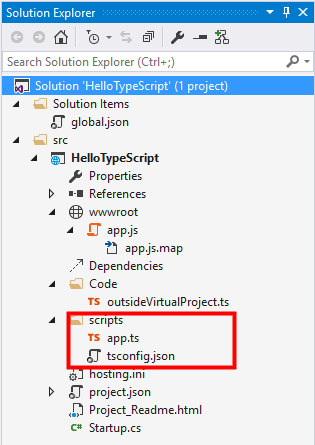 Solution Explorer
Search Solution Explorer (Ctrl+;)
Solution 'HelloTypeScript' (1 project)
Solution Items
global.json
src
HelloTypeScript
Properties
References
wwwroot
app.js
app.js.map
Dependencies
Code
TS outsideVirtualProject.ts
scripts
TS app.ts
tsconfig.json
hosting.ini
project.json
Project_Readme.html
C# Startup.cs